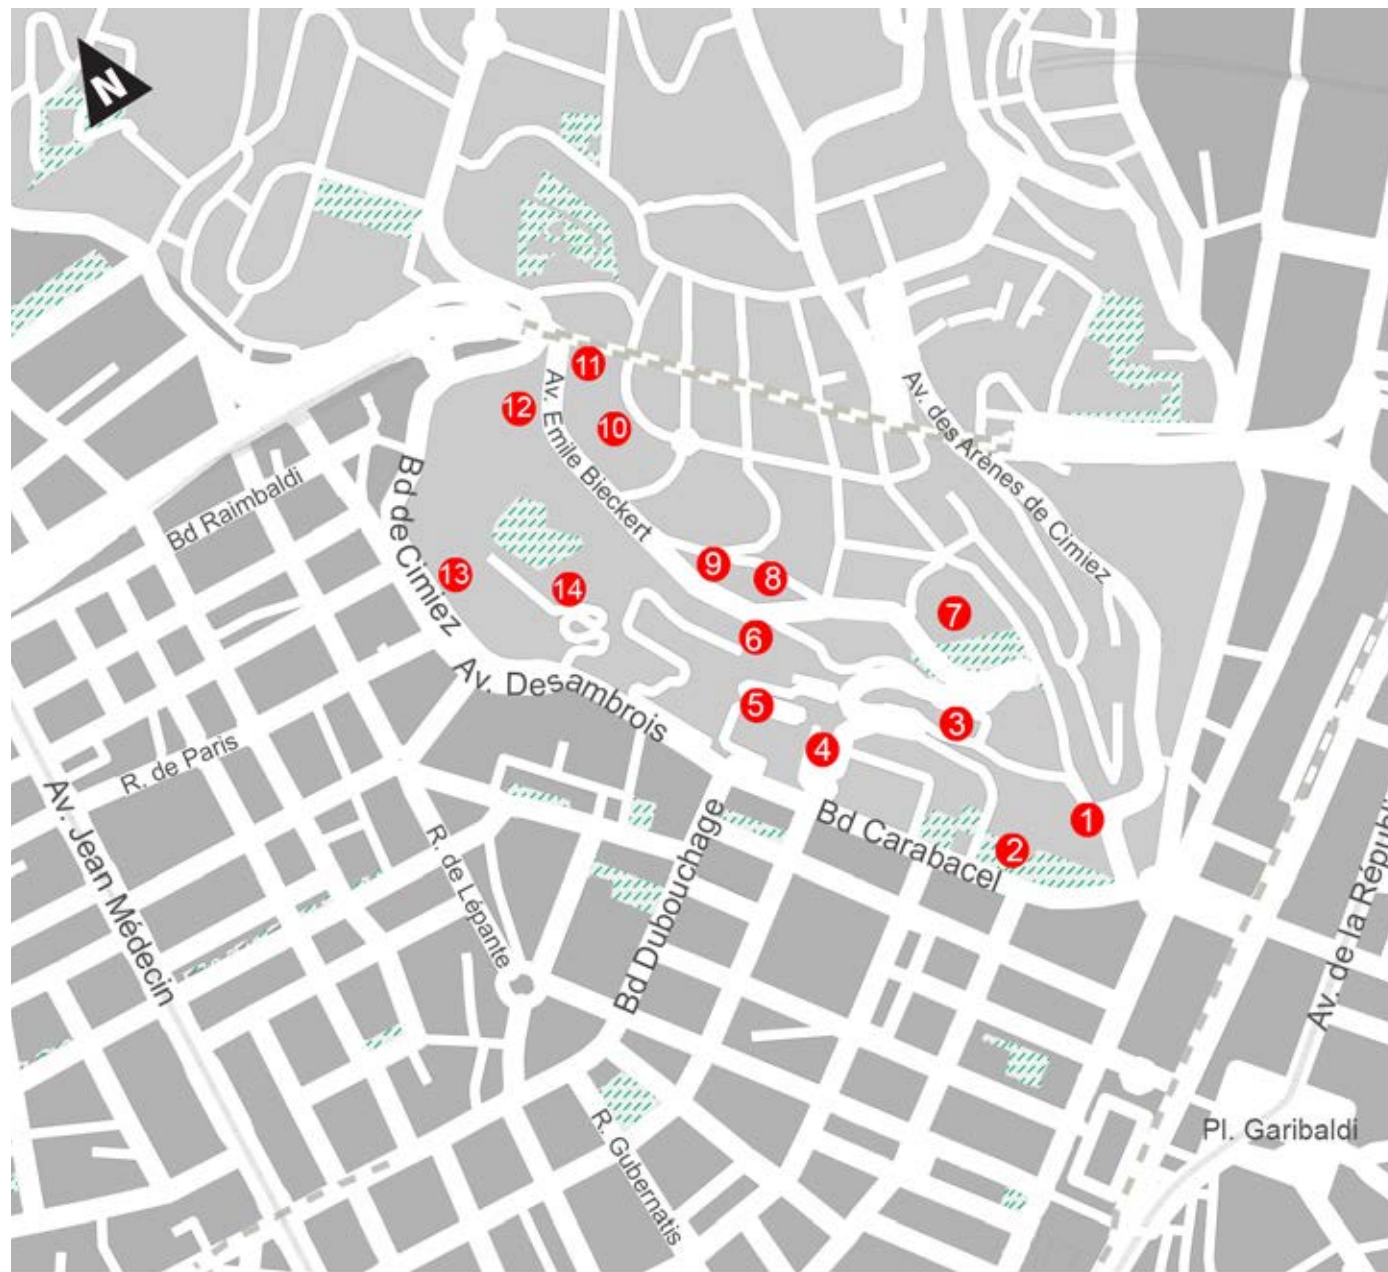 N
11
12
10
Av. Emile Bieckert
Av. des Arènes de Cimiez
Bd Raimbaldi
Bd de Cimiez
13
14
9
8
7
6
5
3
4
Av. Desambrois
R. de Paris
Av. Jean Médecin
R. de Lépante
Bd Dubouchage
Bd Carabacel
1
2
Av. de la Républi
Pl. Garibaldi
R. Gubernatis